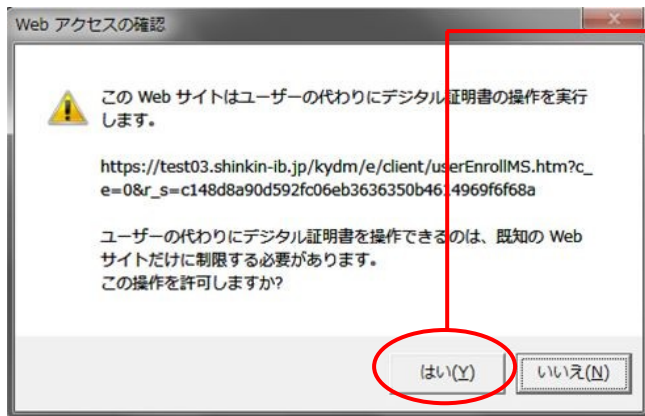 Web アクセスの確認
この Web サイトはユーザーの代わりにデジタル証明書の操作を実行
します。
https://test03.shinkin-ib.jp/kydm/e/client/userEnrollMS.htm?c_
e=0&r_s=c148d8a90d592fc06eb3636350b4614969f6f68a
ユーザーの代わりにデジタル証明書を操作できるのは、既知の Web
サイトだけに制限する必要があります。
この操作を許可しますか?
はい(Y)
いいえ(N)